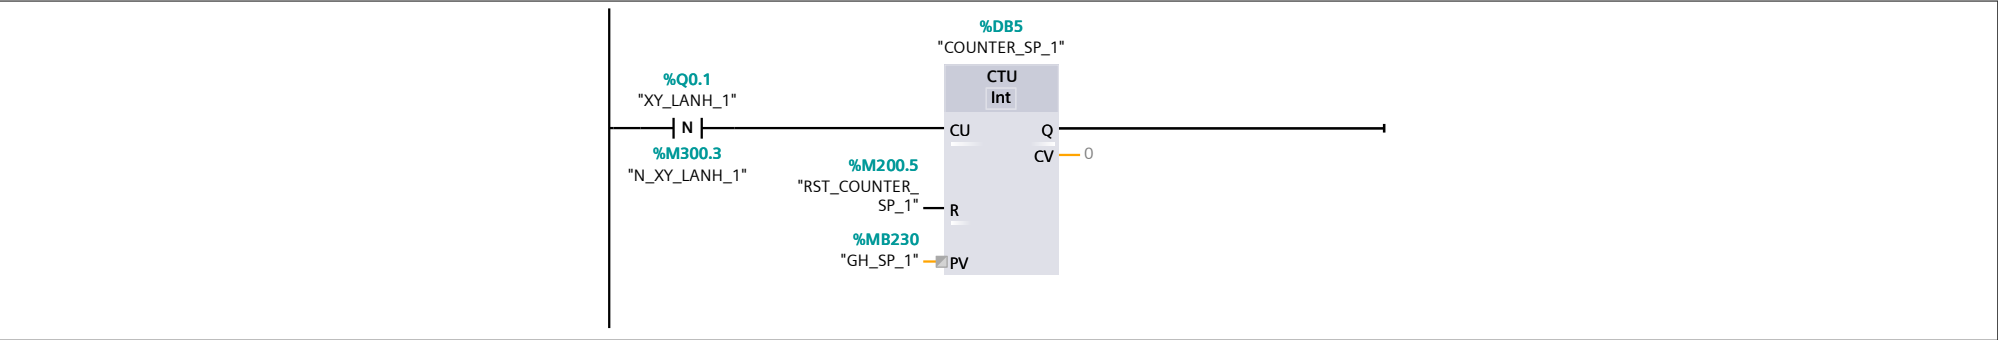 %DB5
"COUNTER_SP_1"
CTU
Int
%Q0.1
"XY_LANH_1"
N
%M300.3
"N_XY_LANH_1"
CU
Q
CV
0
%M200.5
"RST_COUNTER_
SP_1"
R
%MB230
"GH_SP_1"
PV